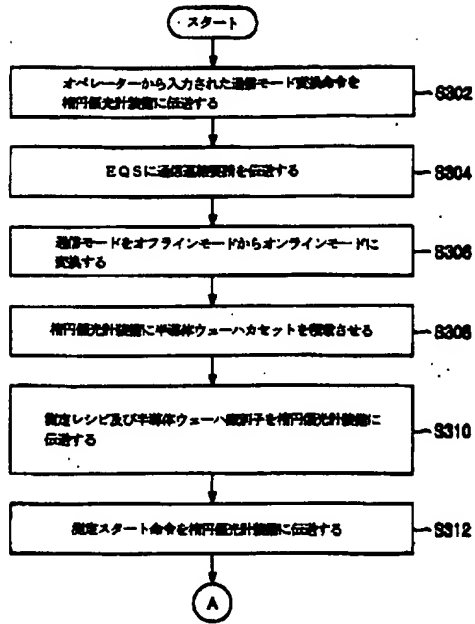 スタート
オペレーターから入力された通信モード変換命令を
楕円偏光計装備に伝送する
S302
EQSに通信連結要請を伝送する
S304
通信モードをオフラインモードからオンラインモードに
変換する
S306
楕円偏光計装備に半導体ウェーハカセットを積載させる
S308
測定レシピ及び半導体ウェーハ識別子を楕円偏光計装備に
伝送する
S310
測定スタート命令を楕円偏光計装備に伝送する
S312
A